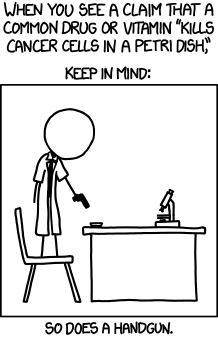 WHEN YOU SEE A CLAIM THAT A
COMMON DRUG OR VITAMIN "KILLS
CANCER CELLS IN A PETRI DISH,"
KEEP IN MIND:
SO DOES A HANDGUN.